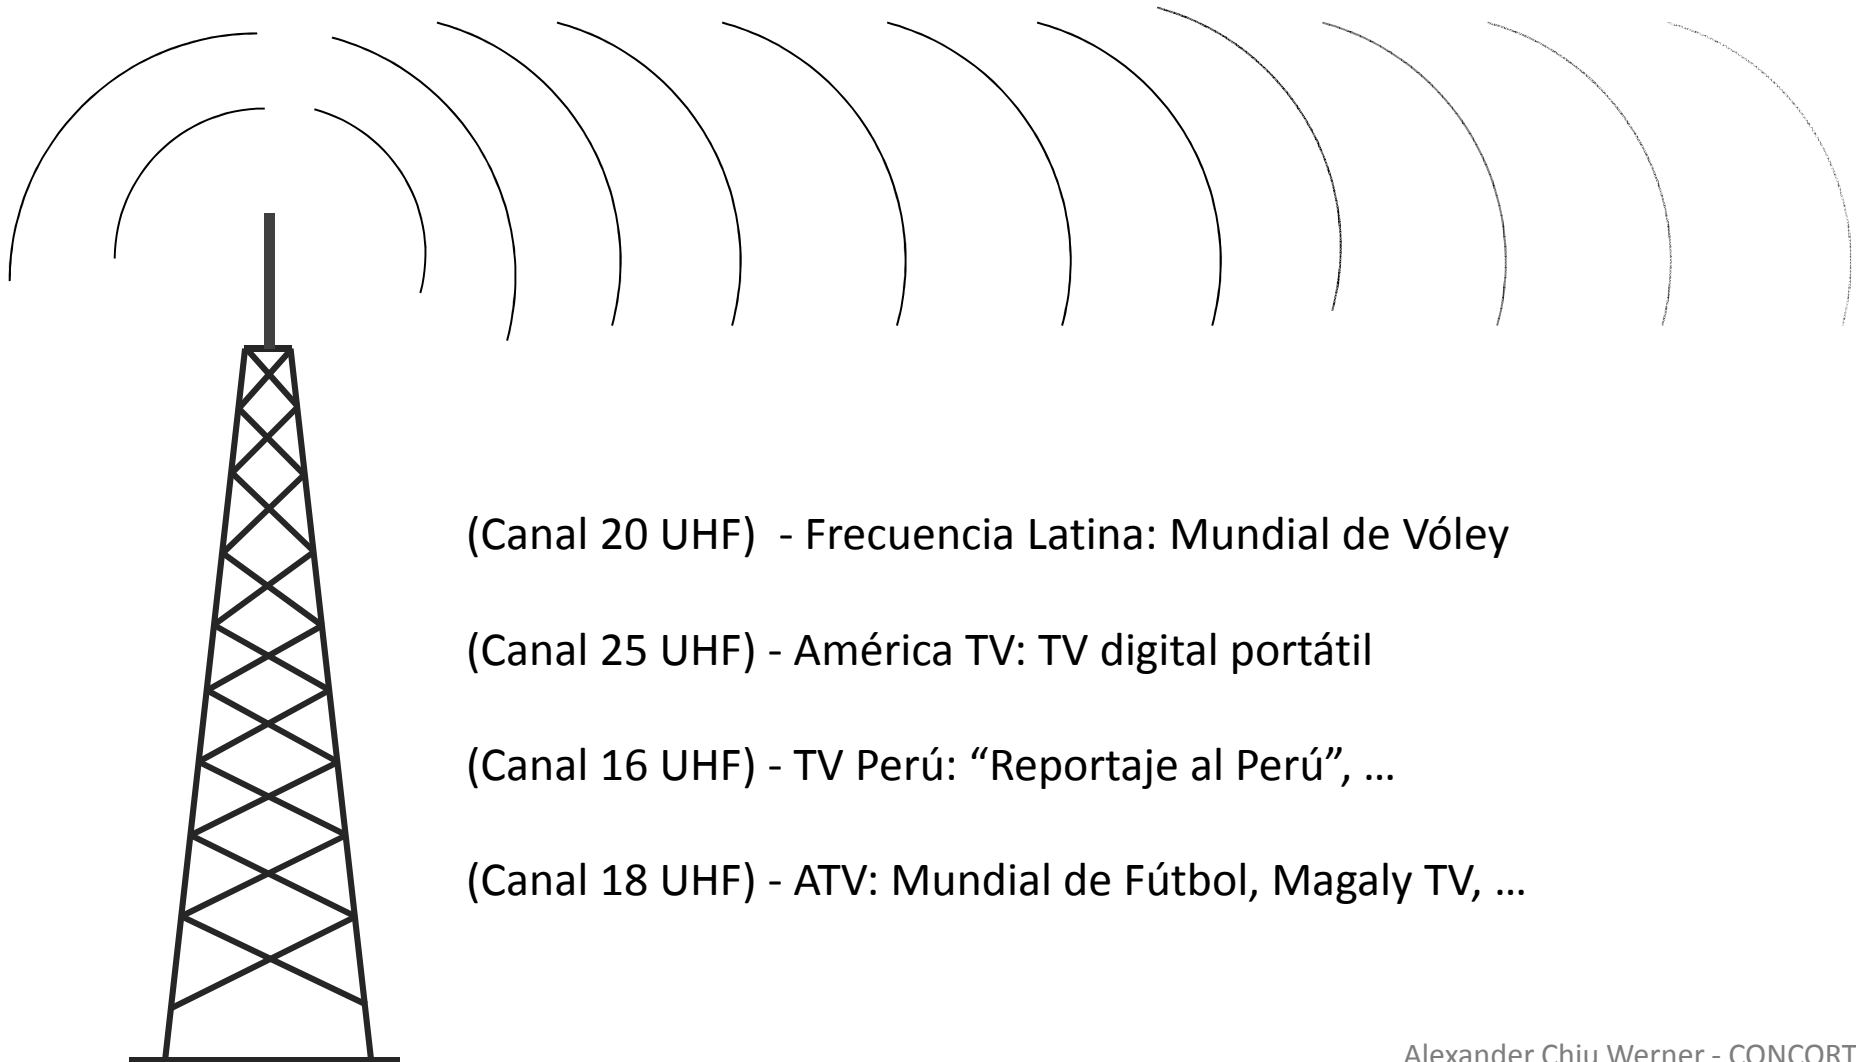 (Canal 20 UHF)  - Frecuencia Latina: Mundial de Vóley
(Canal 25 UHF) - América TV: TV digital portátil
(Canal 16 UHF) - TV Perú: “Reportaje al Perú”, ...
(Canal 18 UHF) - ATV: Mundial de Fútbol, Magaly TV, ...
Alexander Chiu Werner - CONCORT